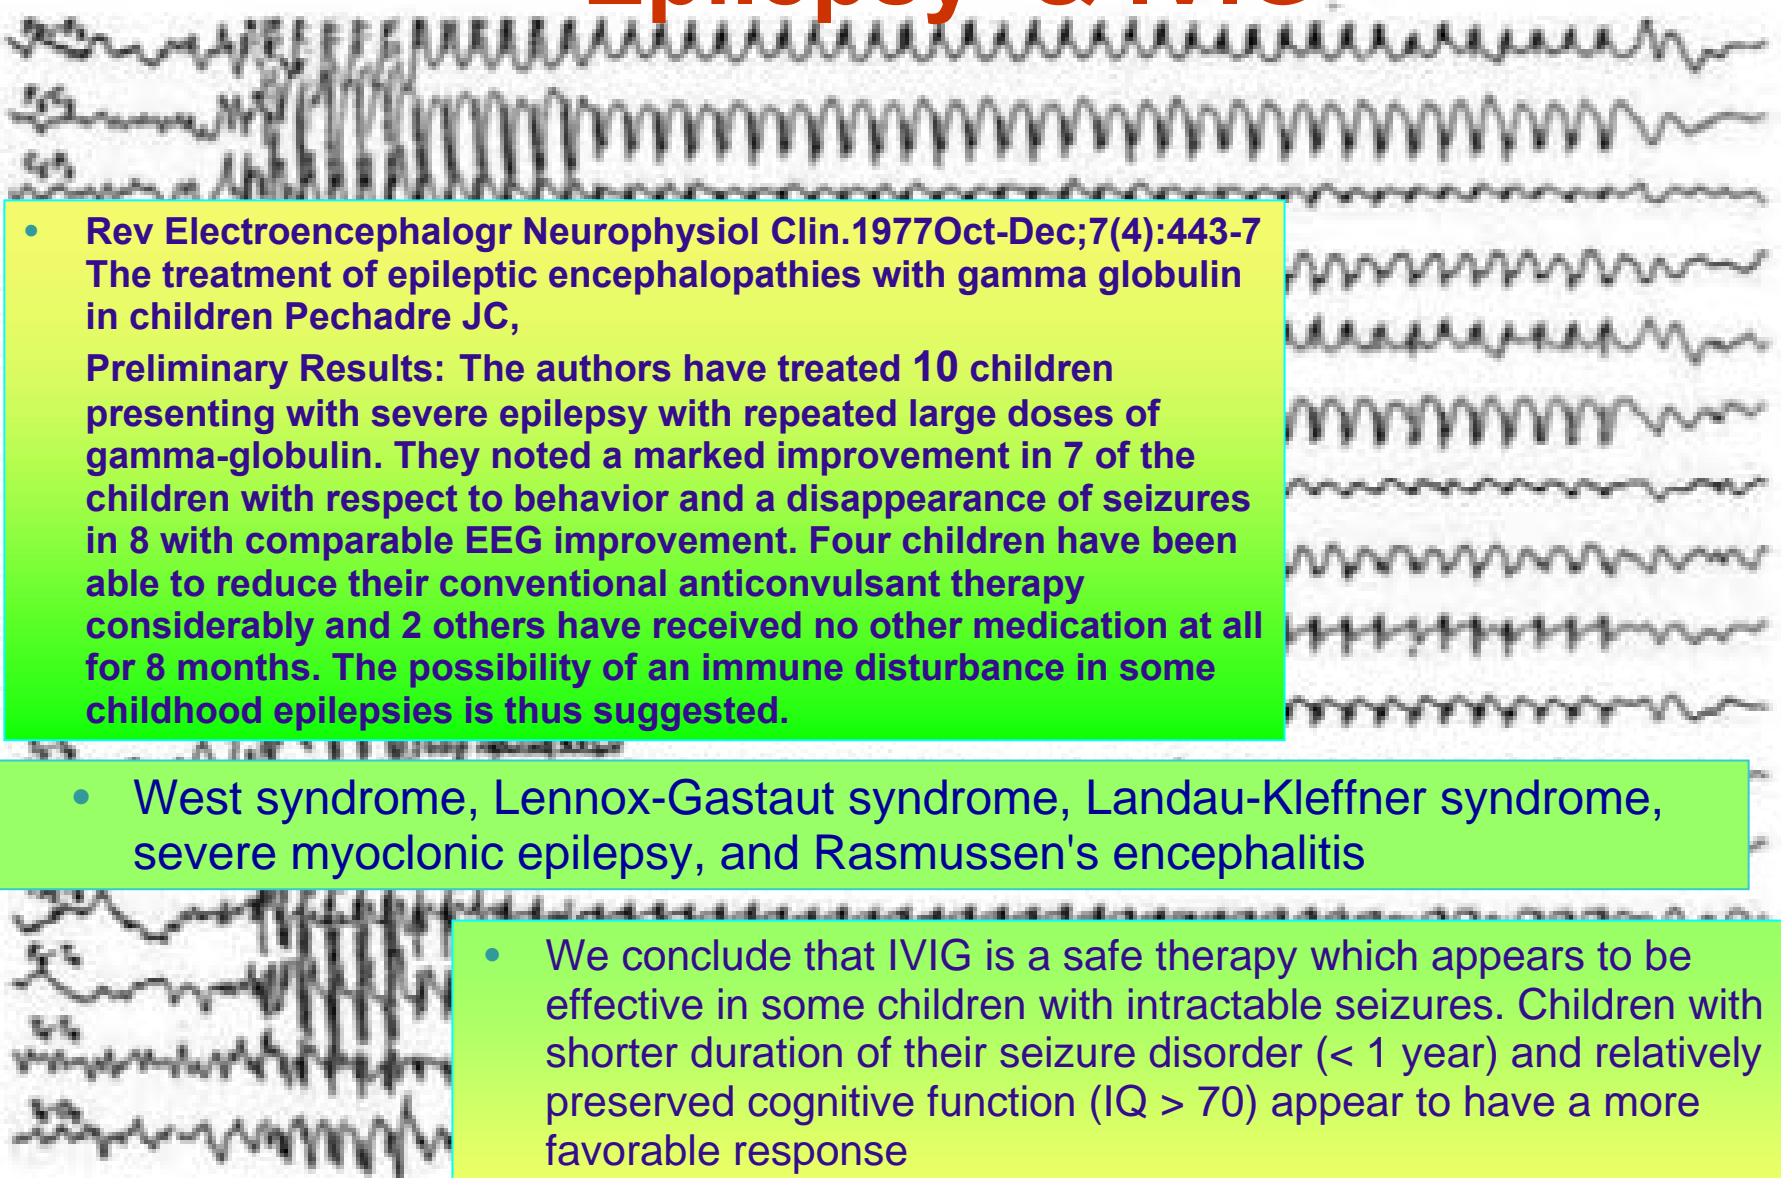 Epilepsy & IVIG
• Rev Electroencephalogr Neurophysiol Clin.1977Oct-Dec;7(4):443-7
The treatment of epileptic encephalopathies with gamma globulin
in children Pechadre JC,
Preliminary Results: The authors have treated 10 children
presenting with severe epilepsy with repeated large doses of
gamma-globulin. They noted a marked improvement in 7 of the
children with respect to behavior and a disappearance of seizures
in 8 with comparable EEG improvement. Four children have been
able to reduce their conventional anticonvulsant therapy
considerably and 2 others have received no other medication at all
for 8 months. The possibility of an immune disturbance in some
childhood epilepsies is thus suggested.
• West syndrome, Lennox-Gastaut syndrome, Landau-Kleffner syndrome,
severe myoclonic epilepsy, and Rasmussen's encephalitis
• We conclude that IVIG is a safe therapy which appears to be
effective in some children with intractable seizures. Children with
shorter duration of their seizure disorder (< 1 year) and relatively
preserved cognitive function (IQ > 70) appear to have a more
favorable response